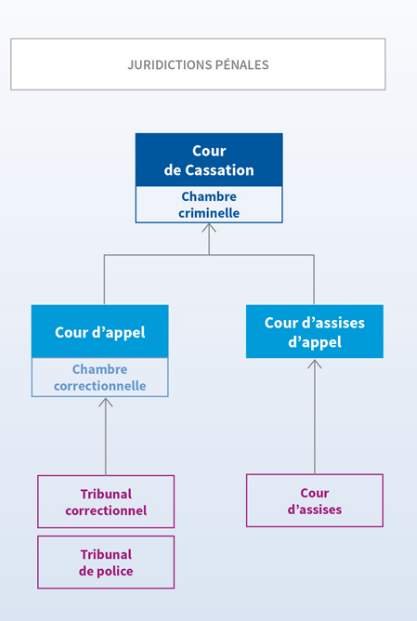 JURIDICTIONS PÉNALES
Cour
de Cassation
Chambre
criminelle
Cour d'appel
Chambre
correctionnelle
Cour d'assises
d'appel
Tribunal
correctionnel
Tribunal
de police
Cour
d'assises